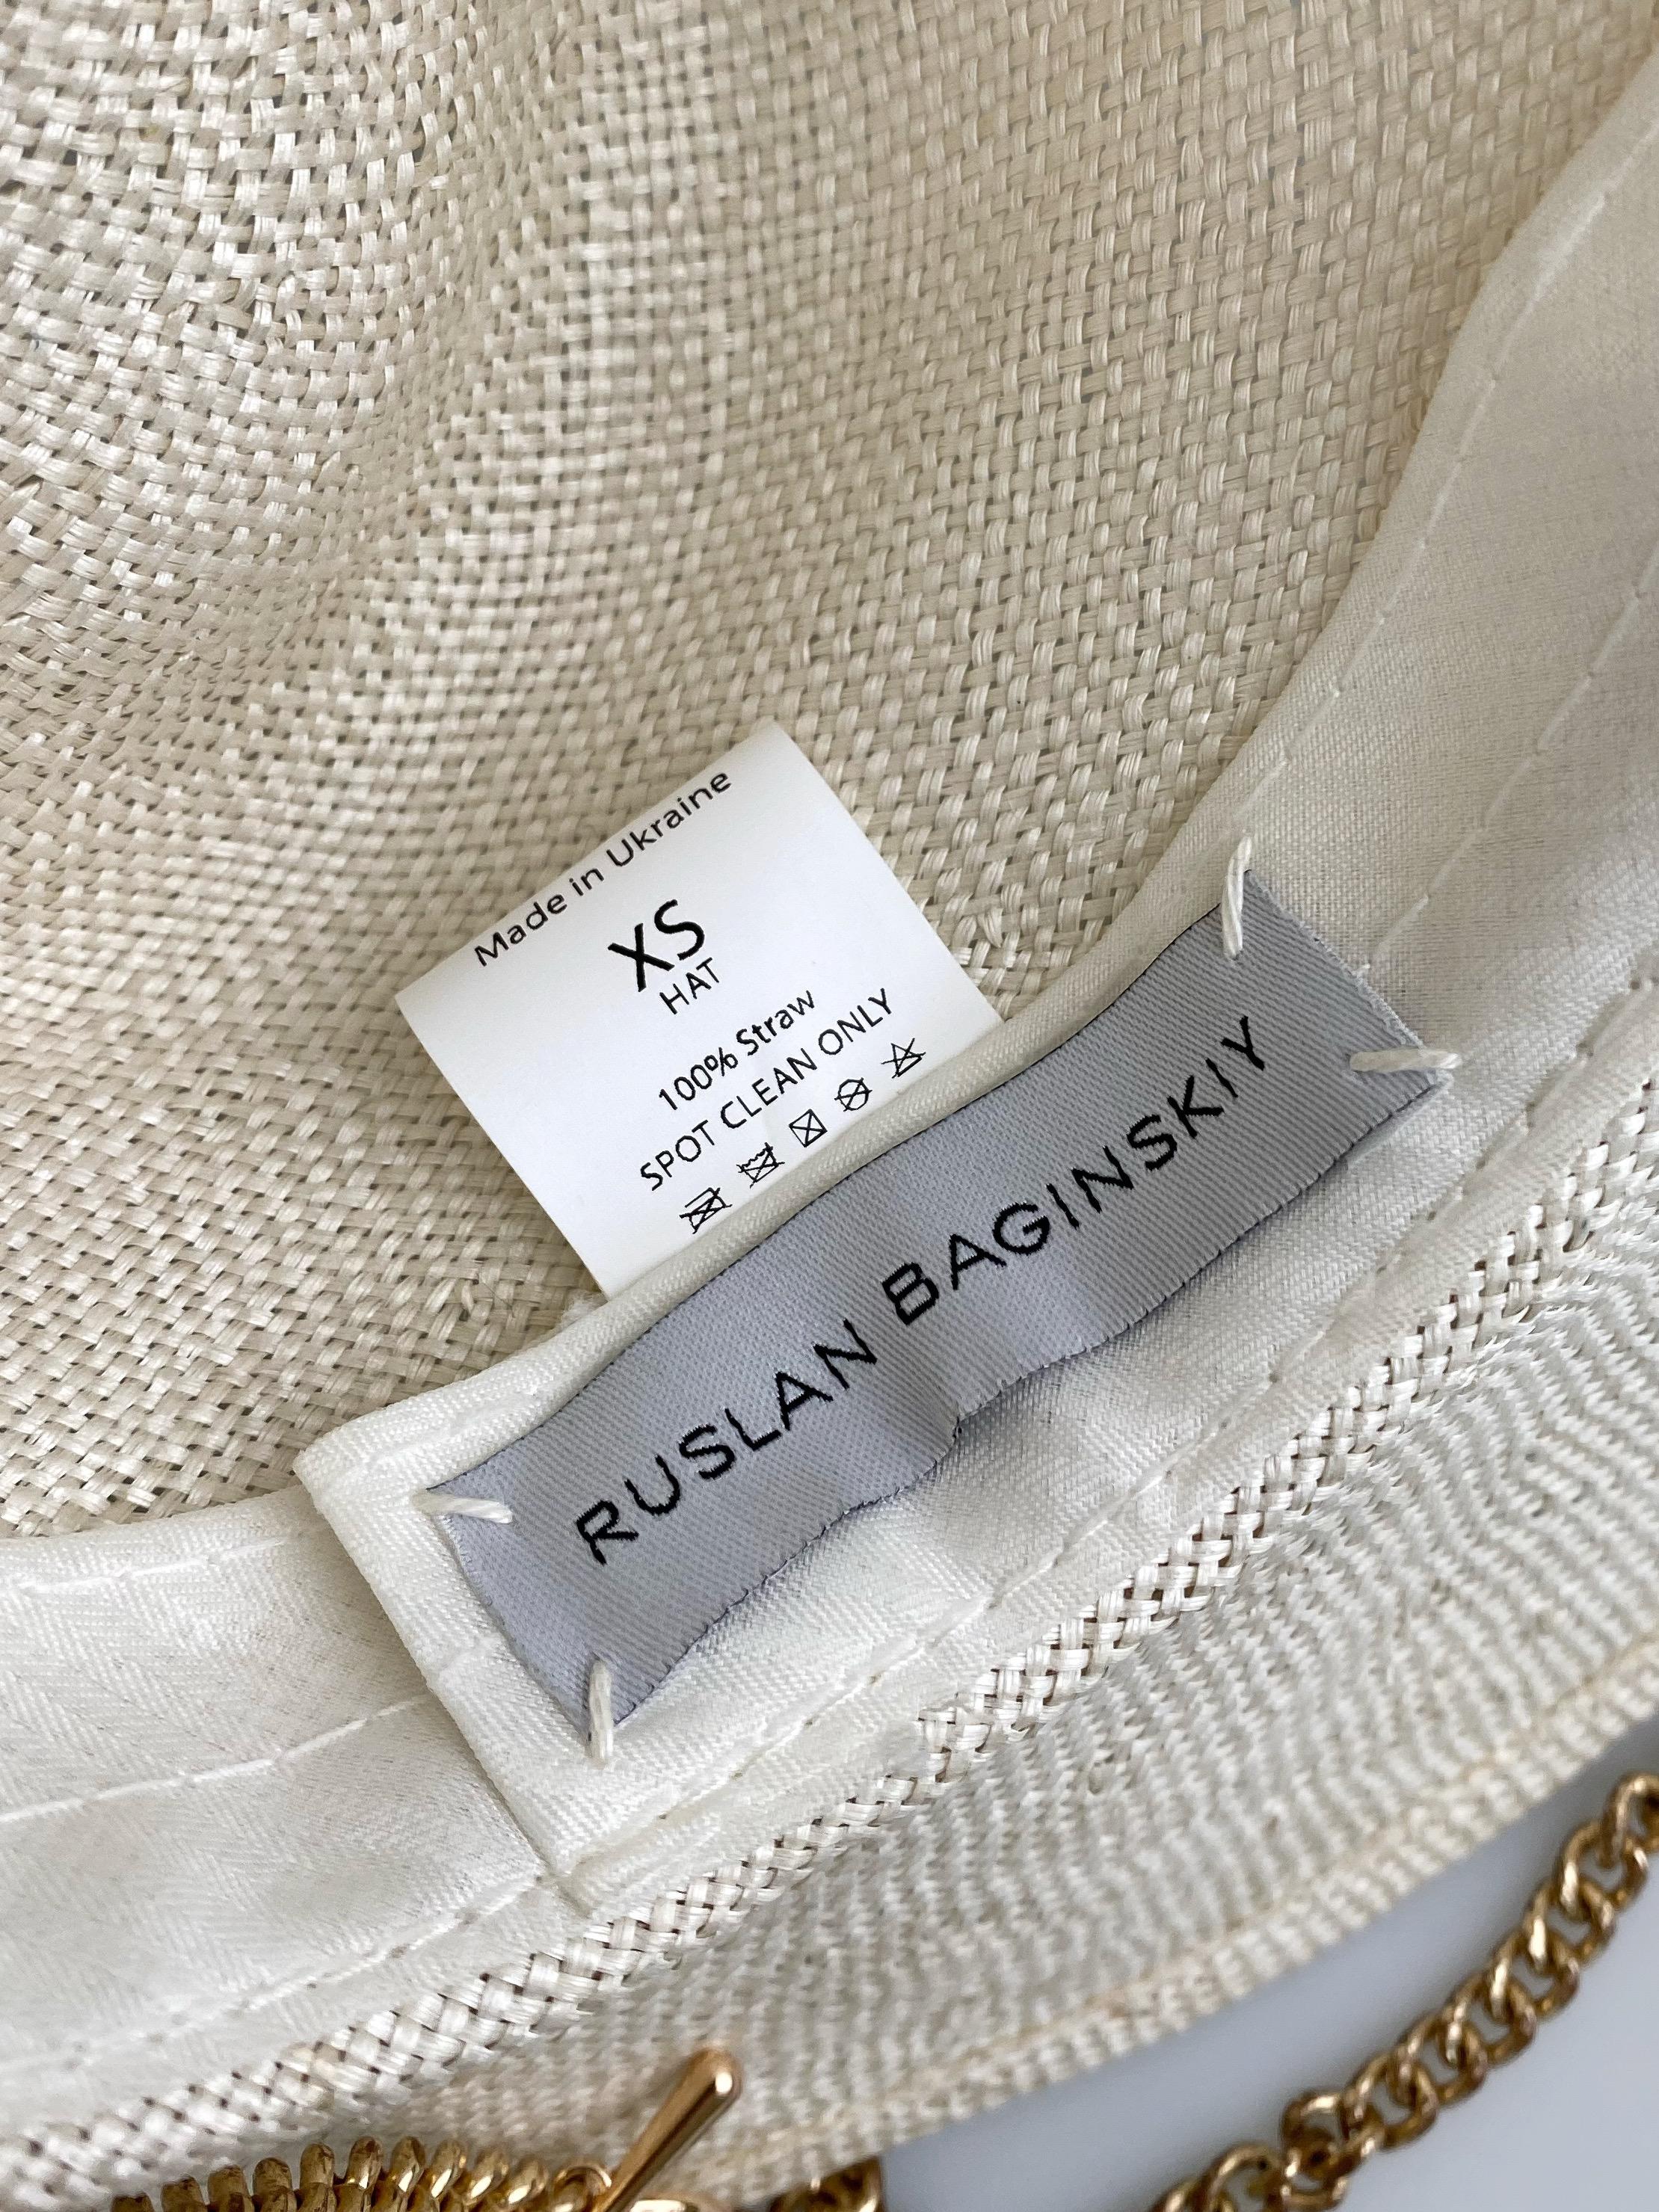 Made in Ukraine
XS
HAT
100% Straw
SPOT CLEAN ONLY
RUSLAN BAGINSKIY